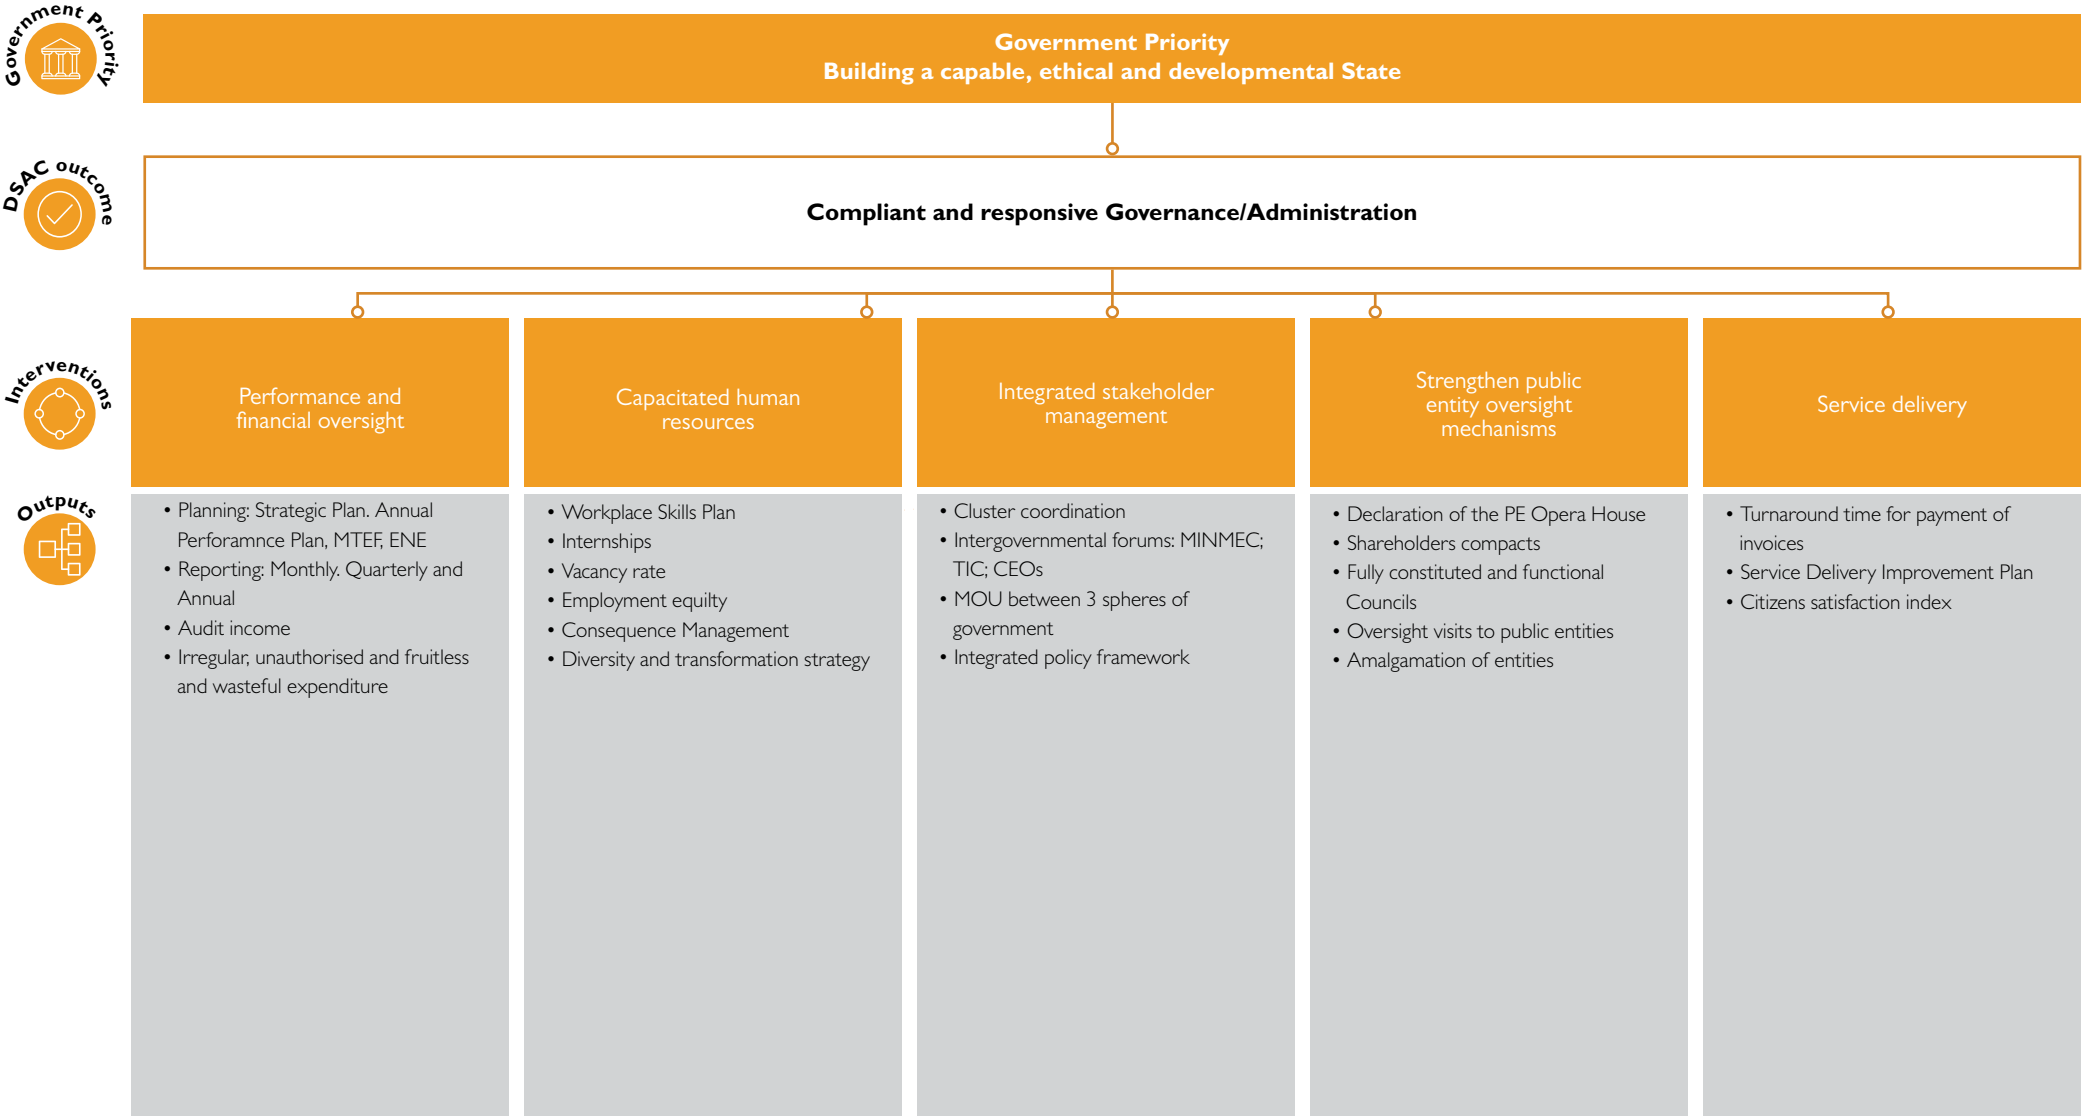 Government Priority
Government Priority
Building a capable, ethical and developmental State
DSAC outcome
Compliant and responsive Governance/Administration
Interventions
Performance and
financial oversight
Capacitated human
resources
Integrated stakeholder
management
Strengthen public
entity oversight
mechanisms
Service delivery
Outputs
• Planning: Strategic Plan. Annual
Perforamnce Plan, MTEF, ENE
• Reporting: Monthly. Quarterly and
Annual
• Audit income
• Irregular, unauthorised and fruitless
and wasteful expenditure
• Workplace Skills Plan
• Internships
• Vacancy rate
• Employment equilty
• Consequence Management
• Diversity and transformation strategy
• Cluster coordination
• Intergovernmental forums: MINMEC;
TIC; CEOs
• MOU between 3 spheres of
government
• Integrated policy framework
• Declaration of the PE Opera House
• Shareholders compacts
• Fully constituted and functional
Councils
• Oversight visits to public entities
• Amalgamation of entities
• Turnaround time for payment of
invoices
• Service Delivery Improvement Plan
• Citizens satisfaction index